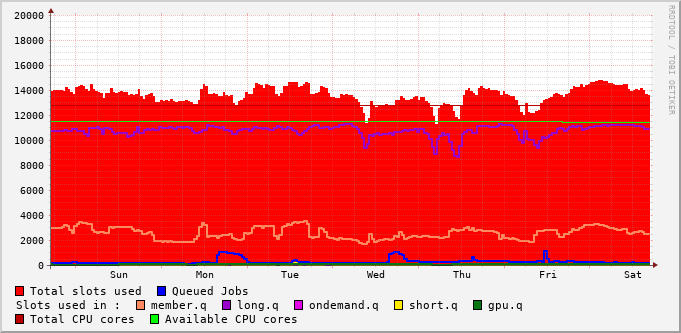 20000
18000
16000
14000
12000
10000
8000
6000
4000
2000
0
Sun Mon Tue Wed Thu Fri Sat
RRDTOOL / TOBI OETIKER
Total slots used Queued Jobs
Slots used in : member.q long.q ondemand.q short.q gpu.q
Total CPU cores Available CPU cores